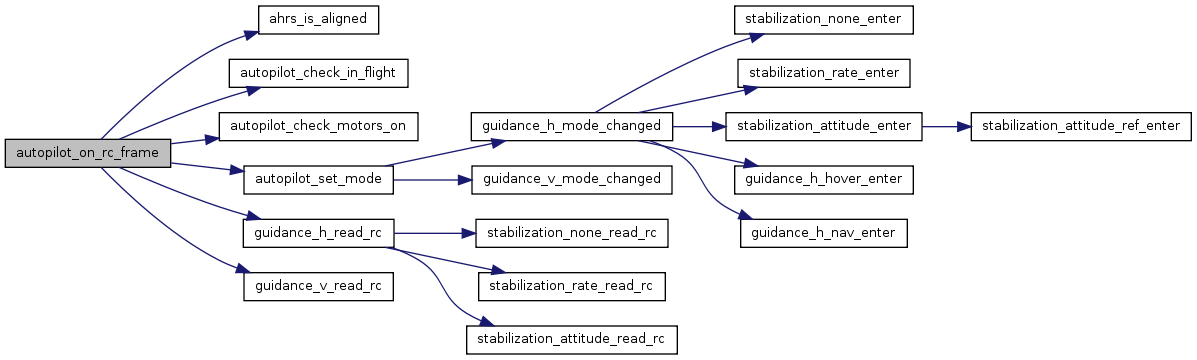 ahrs_is_aligned
stabilization_none_enter
autopilot_check_in_flight
stabilization_rate_enter
autopilot_check_motors_on
guidance_h_mode_changed
stabilization_attitude_enter
stabilization_attitude_ref_enter
autopilot_on_rc_frame
autopilot_set_mode
guidance_v_mode_changed
guidance_h_hover_enter
guidance_h_read_rc
stabilization_none_read_rc
guidance_h_nav_enter
guidance_v_read_rc
stabilization_rate_read_rc
stabilization_attitude_read_rc